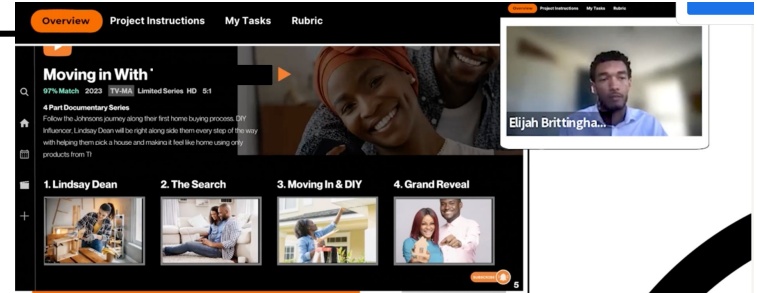 Overview Project Instructions My Tasks Rubric
Overview Project Instructions My Tasks Rubric
Moving in With
97% Match 2023 TV-MA Limited Series HD 5:1
4 Part Documentary Series
Follow the Johnsons journey along their first home buying process. DIY
Influencer, Lindsay Dean will be right along side them every step of the way
with helping them pick a house and making it feel like home using only
products from T
Elijah Brittingha...
1. Lindsay Dean 2. The Search 3. Moving In & DIY 4. Grand Reveal
5